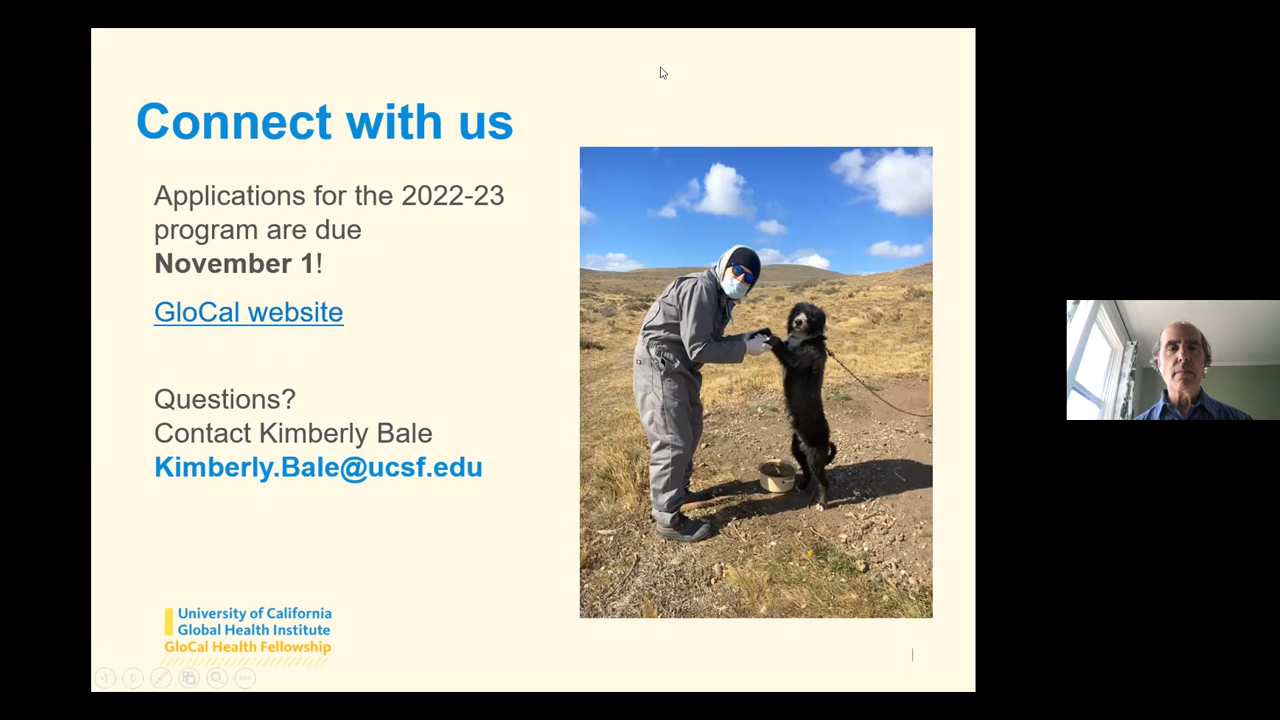 Connect with us
Applications for the 2022-23
program are due
November 1!
GloCal website
Questions?
Contact Kimberly Bale
Kimberly.Bale@ucsf.edu
University of California
Global Health Institute
GloCal Health Fellowship